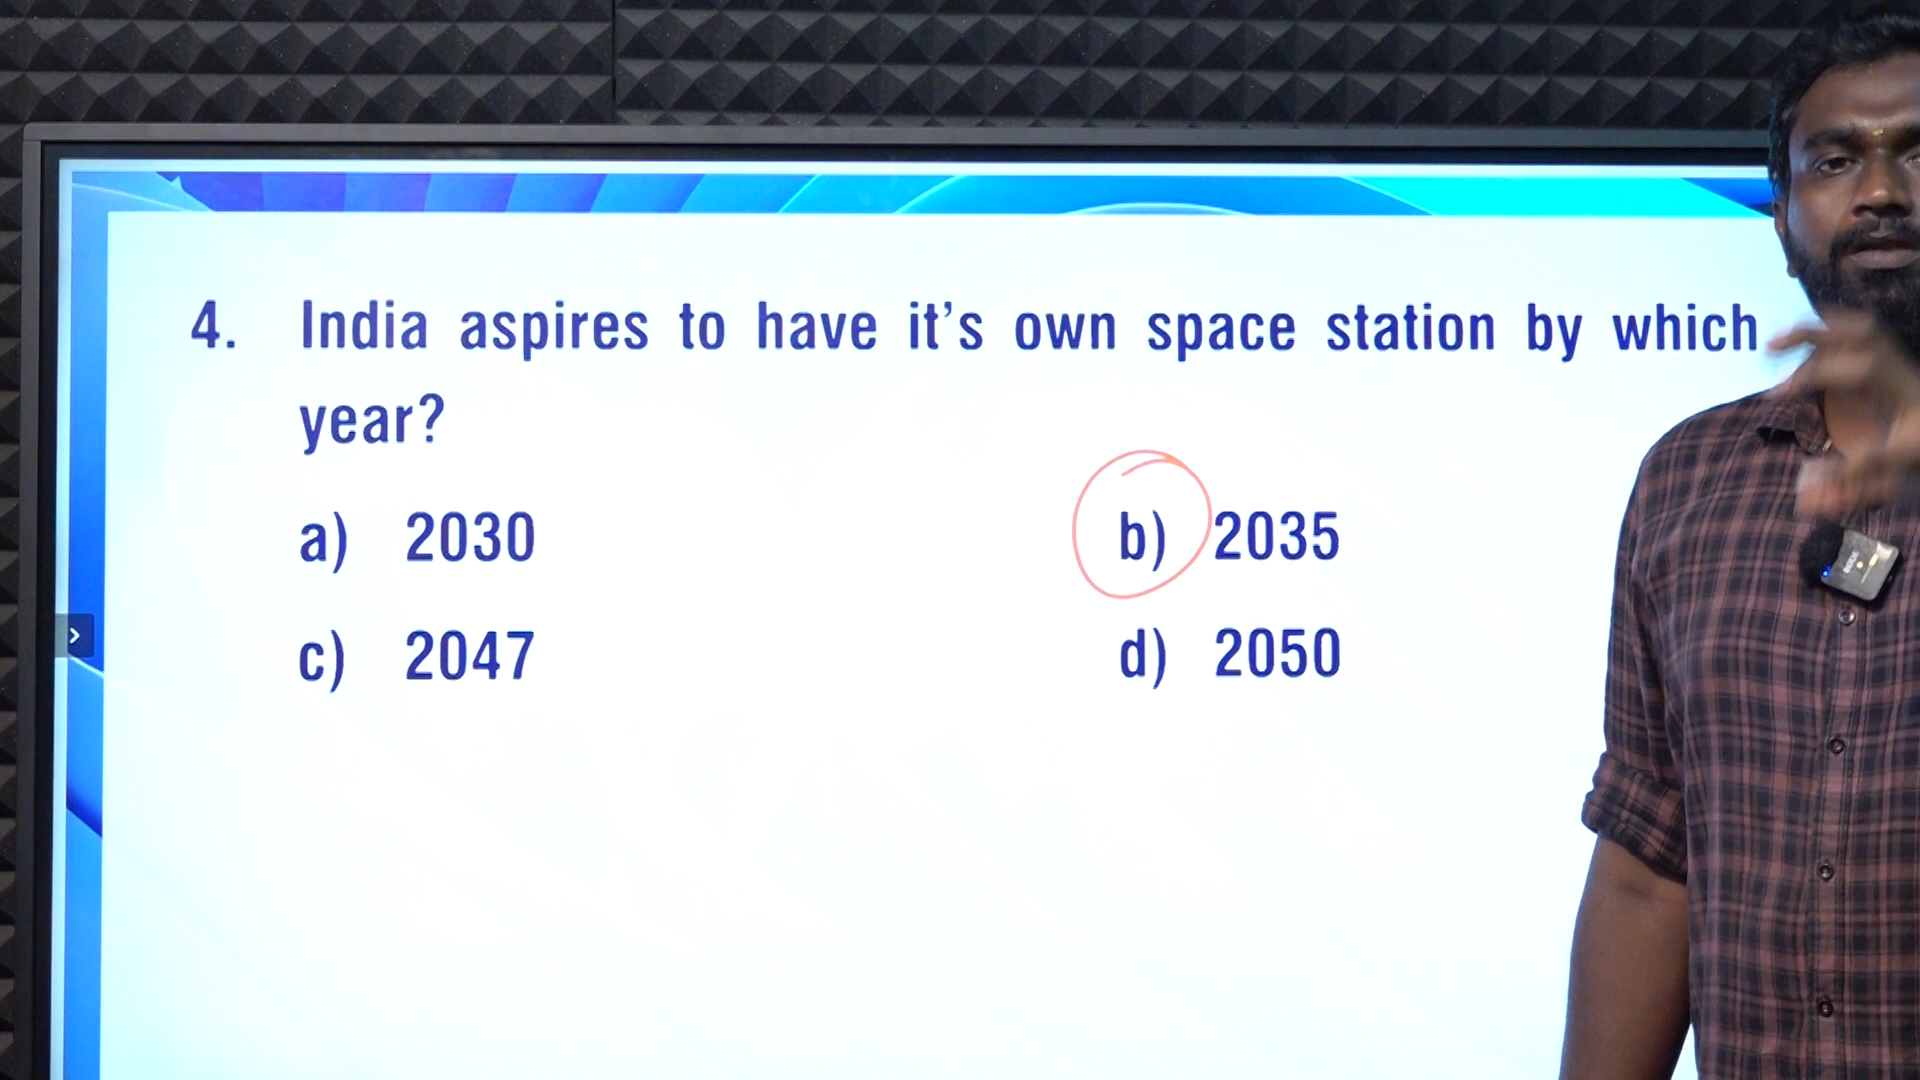 4. India aspires to have it's own space station by which
year?
a) 2030 b) 2035
c) 2047 d) 2050